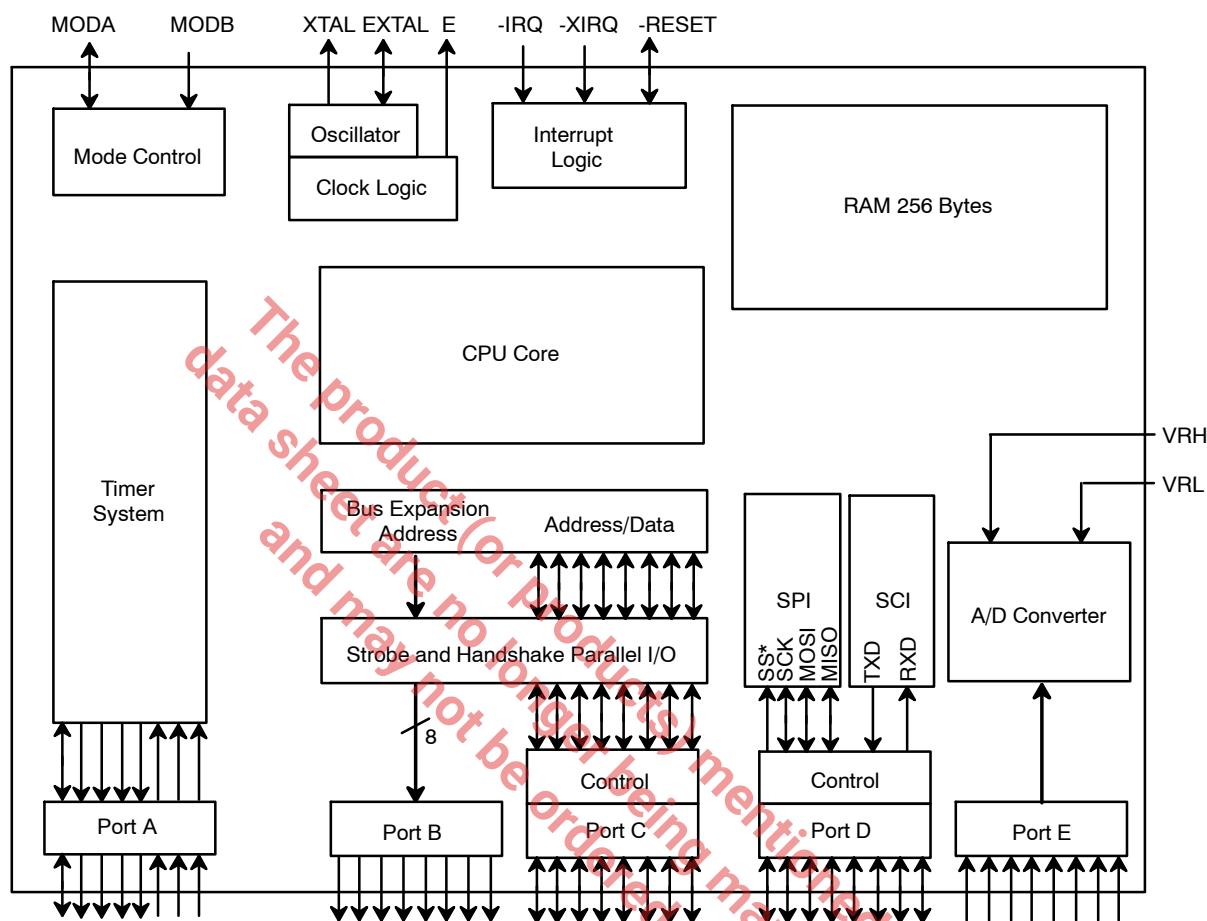 MODA MODB XTAL EXTAL E -IRQ -XIRQ -RESET
Mode Control
Oscillator
Clock Logic
Interrupt
Logic
RAM 256 Bytes
CPU Core
Timer
System
VRH
VRL
Bus Expansion
Address
Address/Data
Strobe and Handshake Parallel I/O
8
SPI
SS*
SCK
MOSI
MISO
SCI
TXD
RXD
A/D Converter
Control
Control
Port A
Port B
Port C
Port D
Port E
The product (or products) mentioned
data sheet are no longer being
and may not be ordered